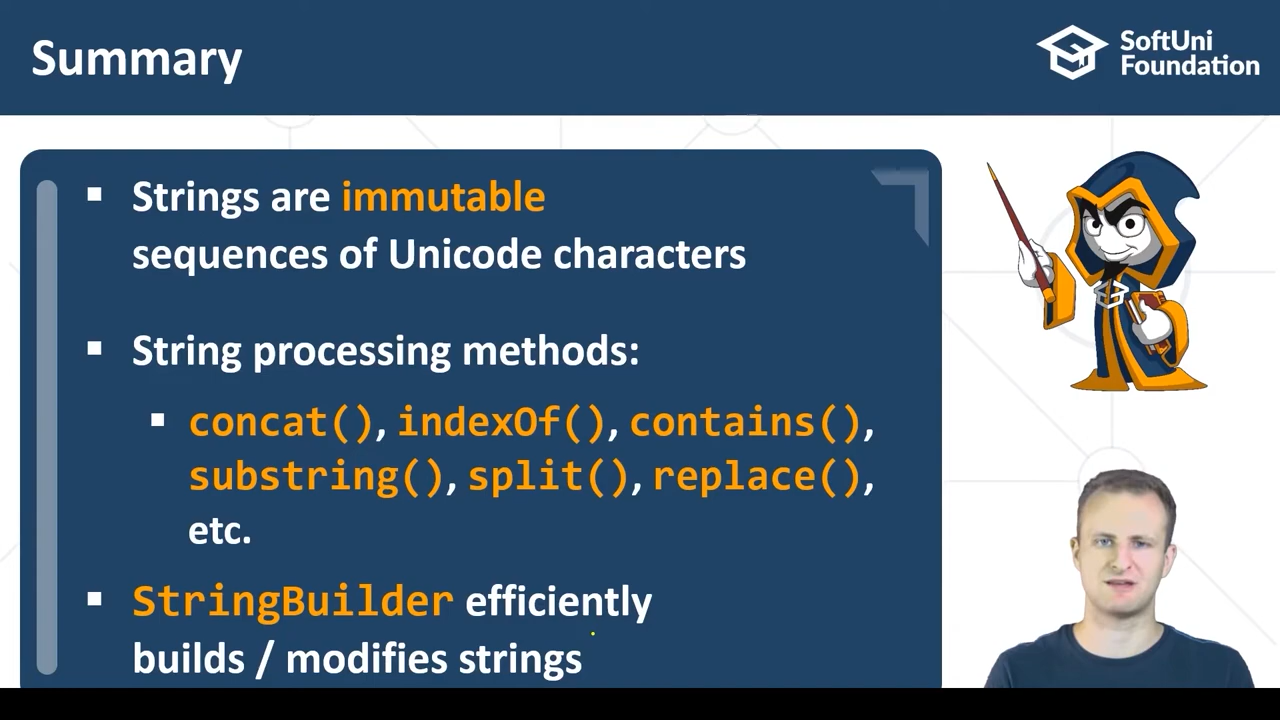 Summary
SoftUni
Foundation
▪ Strings are immutable
sequences of Unicode characters
▪ String processing methods:
▪ concat(), indexOf(), contains(),
substring(), split(), replace(),
etc.
▪ StringBuilder efficiently
builds / modifies strings